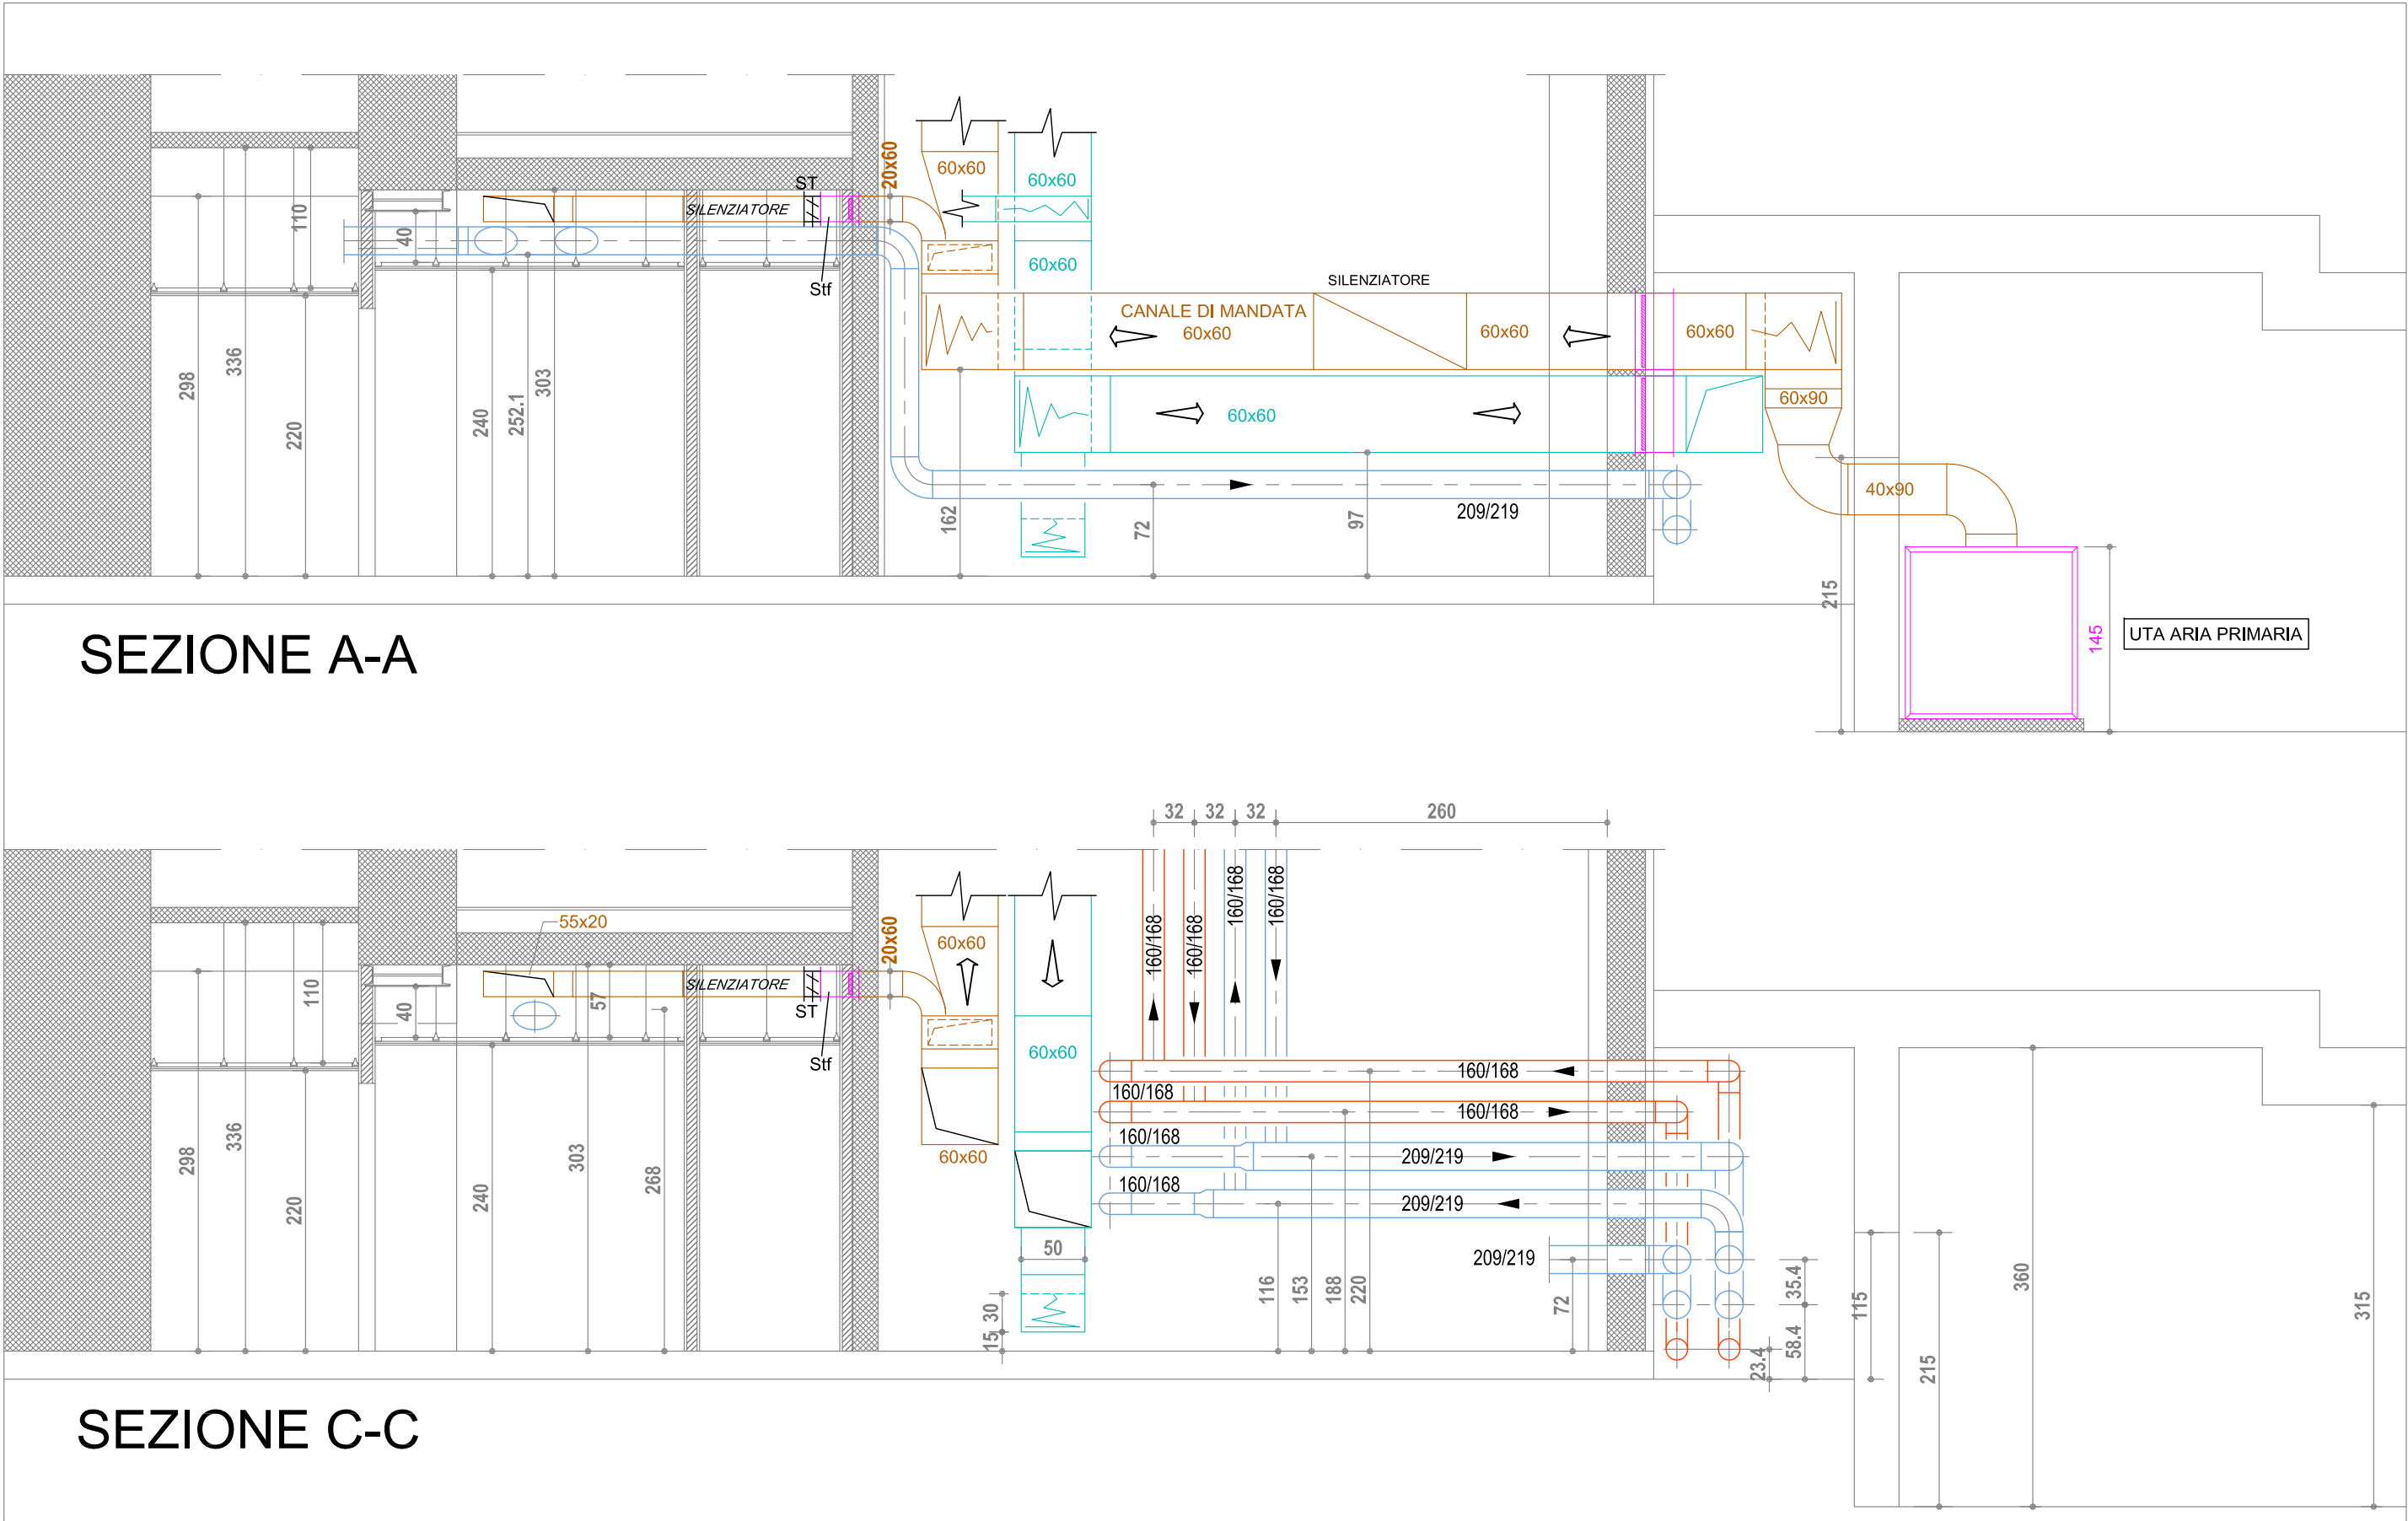 20x60
60x60
60x60
ST
SILENZIATORE
110
40
Stf
60x60
SILENZIATORE
CANALE DI MANDATA
60x60
60x60
60x60
298
336
220
240
252.1
303
60x60
60x90
40x90
162
72
97
209/219
215
145
UTA ARIA PRIMARIA
SEZIONE A-A
32
32
32
260
55x20
20x60
60x60
160/168
160/168
160/168
160/168
110
40
57
SILENZIATORE
ST
Stf
60x60
160/168
160/168
160/168
160/168
209/219
160/168
209/219
60x60
298
336
220
240
303
268
50
209/219
15
30
116
153
188
220
72
35.4
58.4
23.4
115
215
360
315
SEZIONE C-C